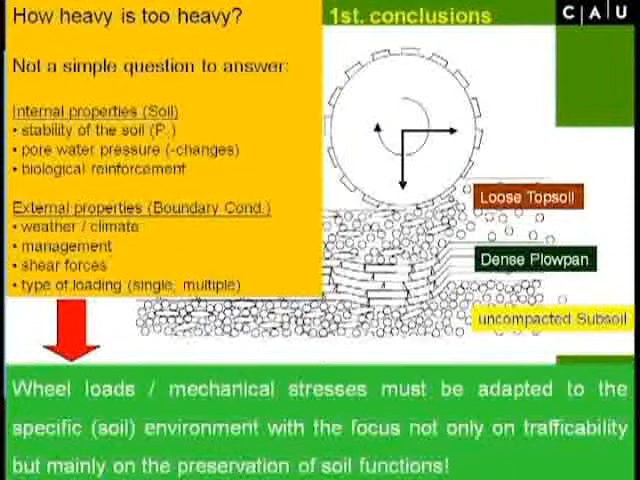 How heavy is too heavy?
1st. conclusions
C | A | U
Not a simple question to answer:
Internal properties (Soil)
• stability of the soil (P.)
• pore water pressure (-changes)
• biological reinforcement
External properties (Boundary Cond.)
• weather / climate
• management
• shear forces
• type of loading (single, multiple)
Loose Topsoil
Dense Plowpan
uncompacted Subsoil
Wheel loads / mechanical stresses must be adapted to the
specific (soil) environment with the focus not only on trafficability
but mainly on the preservation of soil functions!